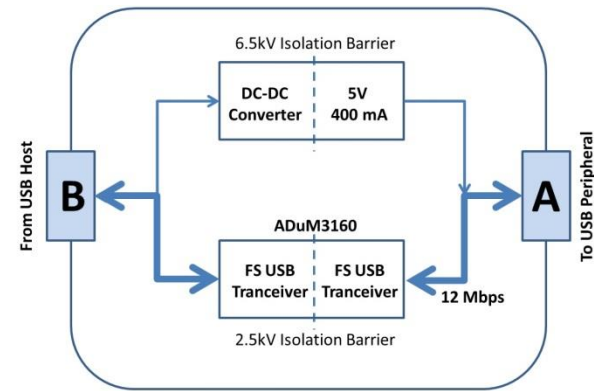 6.5kV Isolation Barrier
DC-DC
Converter
5V
400 mA
From USB Host
B
A
To USB Peripheral
ADuM3160
FS USB
Tranceiver
FS USB
Tranceiver
12 Mbps
2.5kV Isolation Barrier